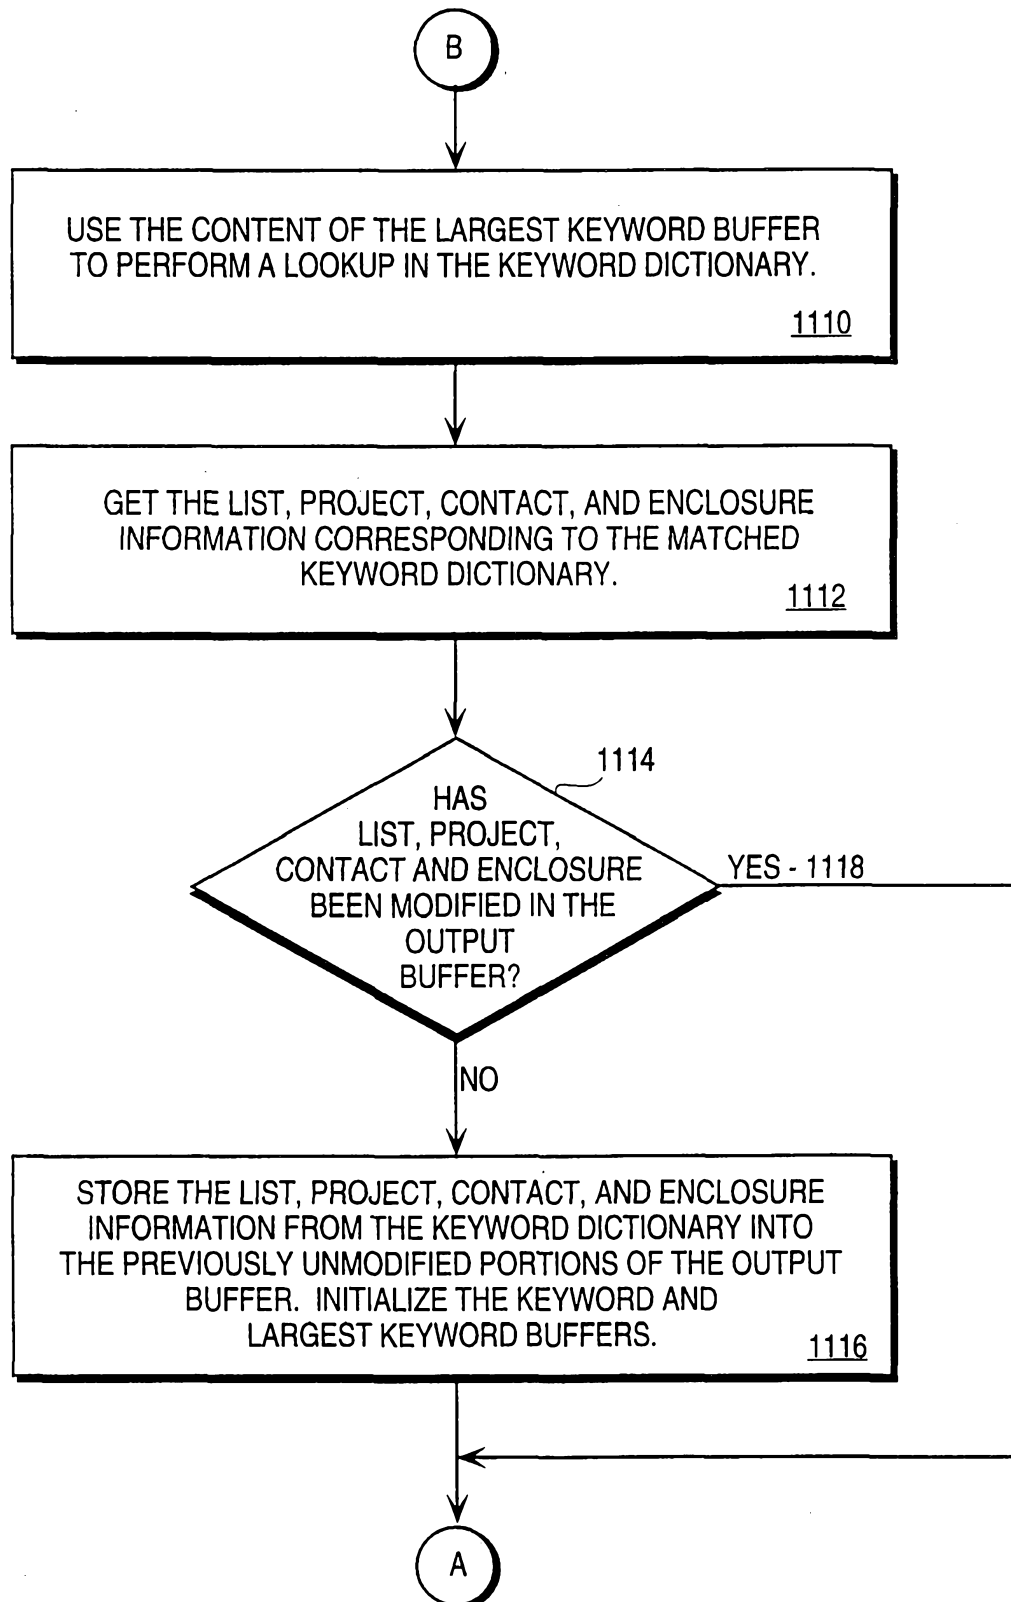 B
USE THE CONTENT OF THE LARGEST KEYWORD BUFFER
TO PERFORM A LOOKUP IN THE KEYWORD DICTIONARY.
1110
GET THE LIST, PROJECT, CONTACT, AND ENCLOSURE
INFORMATION CORRESPONDING TO THE MATCHED
KEYWORD DICTIONARY.
1112
1114
HAS
LIST, PROJECT,
CONTACT AND ENCLOSURE
BEEN MODIFIED IN THE
OUTPUT
BUFFER?
YES - 1118
NO
STORE THE LIST, PROJECT, CONTACT, AND ENCLOSURE
INFORMATION FROM THE KEYWORD DICTIONARY INTO
THE PREVIOUSLY UNMODIFIED PORTIONS OF THE OUTPUT
BUFFER. INITIALIZE THE KEYWORD AND
LARGEST KEYWORD BUFFERS.
1116
A